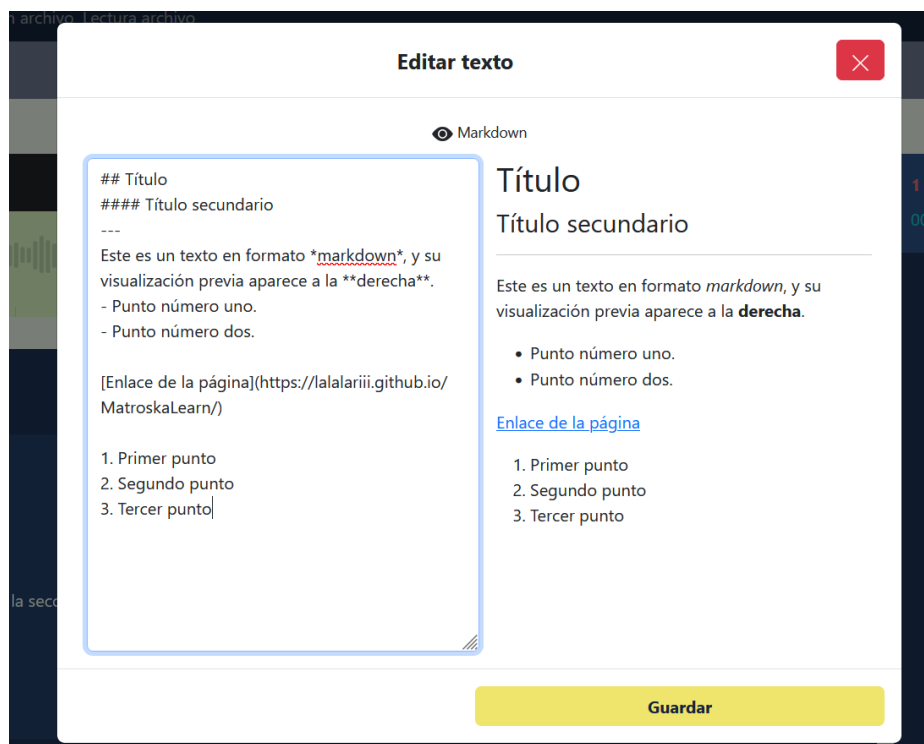 archivo Lectura archivo
Editar texto
Markdown
## Título
#### Título secundario
---
Este es un texto en formato *markdown*, y su
visualización previa aparece a la **derecha**.
- Punto número uno.
- Punto número dos.
[Enlace de la página](https://lalalariii.github.io/
MatroskaLearn/)
1. Primer punto
2. Segundo punto
3. Tercer punto
Título
Título secundario
Este es un texto en formato markdown, y su
visualización previa aparece a la derecha.
• Punto número uno.
• Punto número dos.
Enlace de la página
1. Primer punto
2. Segundo punto
3. Tercer punto
1
00
la secc
Guardar